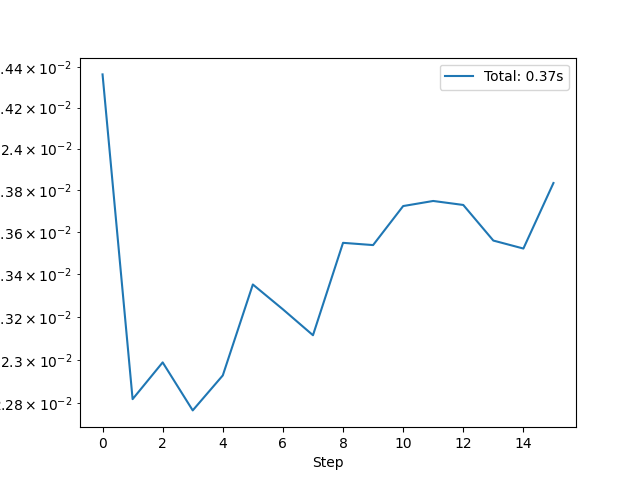 Total: 0.37s
.44 × 10⁻²
.42 × 10⁻²
2.4 × 10⁻²
.38 × 10⁻²
.36 × 10⁻²
.34 × 10⁻²
.32 × 10⁻²
2.3 × 10⁻²
2.28 × 10⁻²
0 2 4 6 8 10 12 14
Step